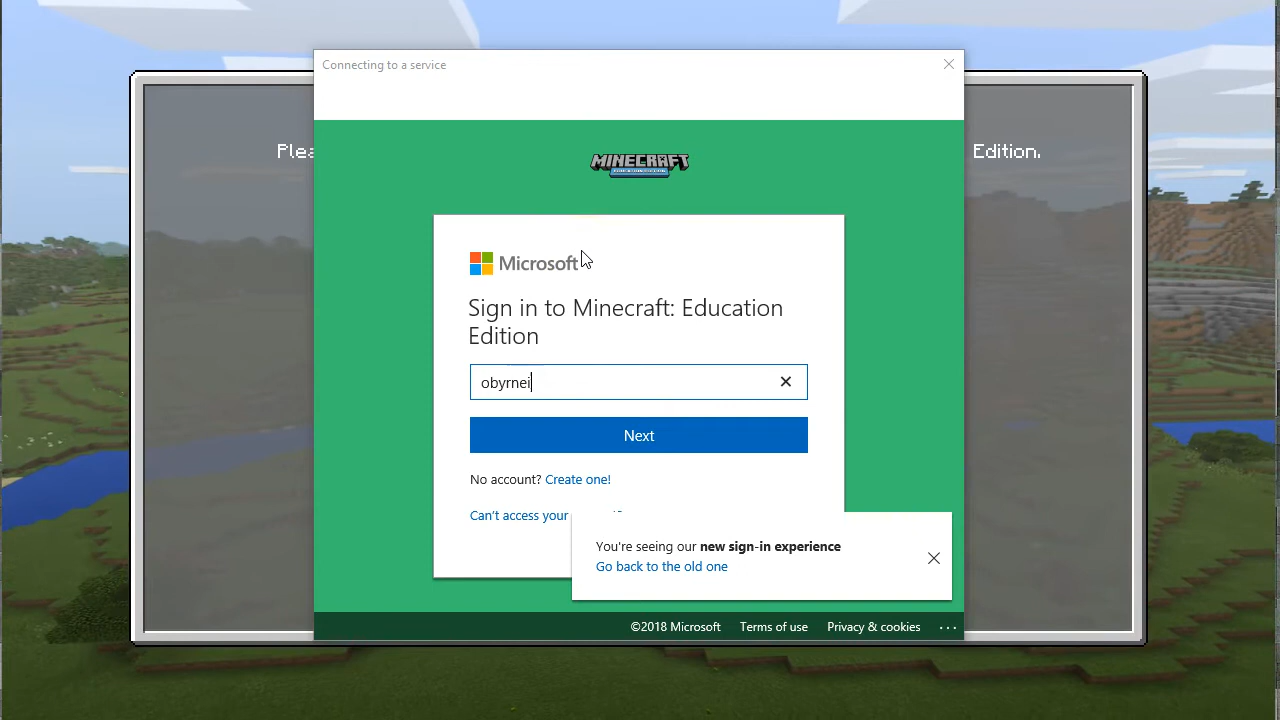 Connecting to a service
Plea
Edition.
MINECRAFT
EDUCATION EDITION
Microsoft
Sign in to Minecraft: Education
Edition
obyrnei
Next
No account? Create one!
Can't access your
You're seeing our new sign-in experience
Go back to the old one
©2018 Microsoft
Terms of use
Privacy & cookies